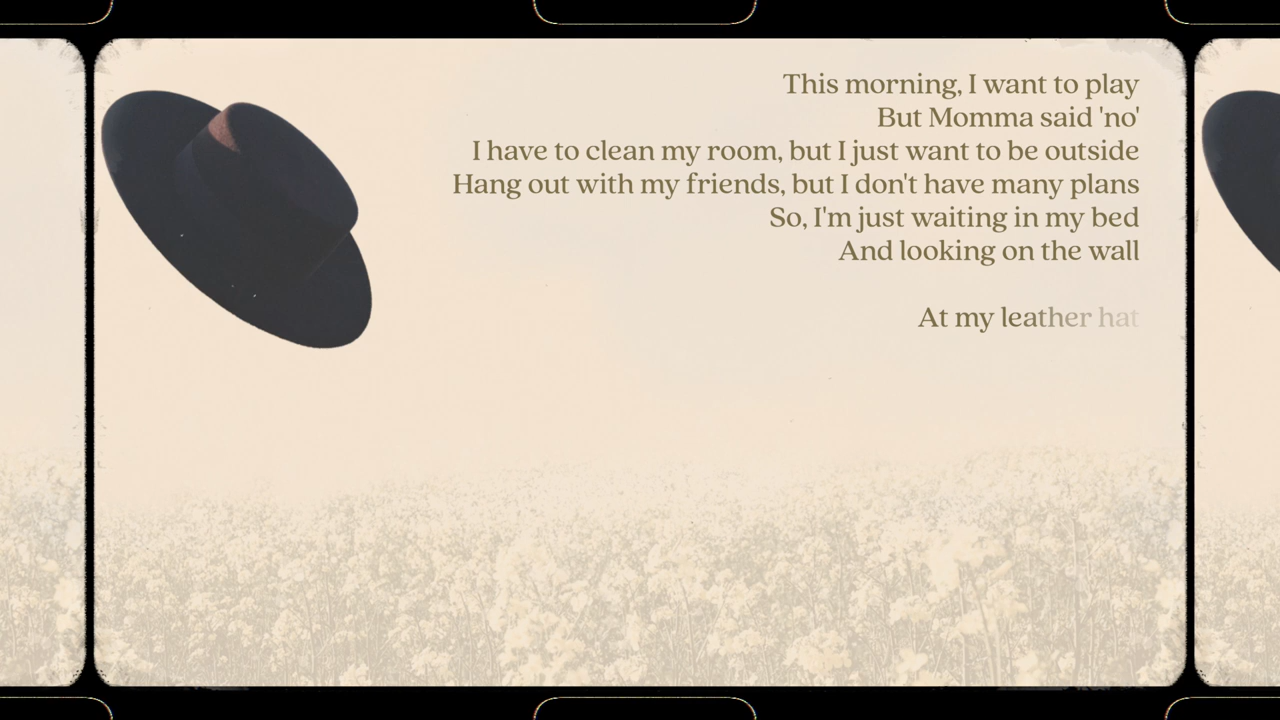 This morning, I want to play
But Momma said 'no'
I have to clean my room, but I just want to be outside
Hang out with my friends, but I don't have many plans
So, I'm just waiting in my bed
And looking on the wall
At my leather hat